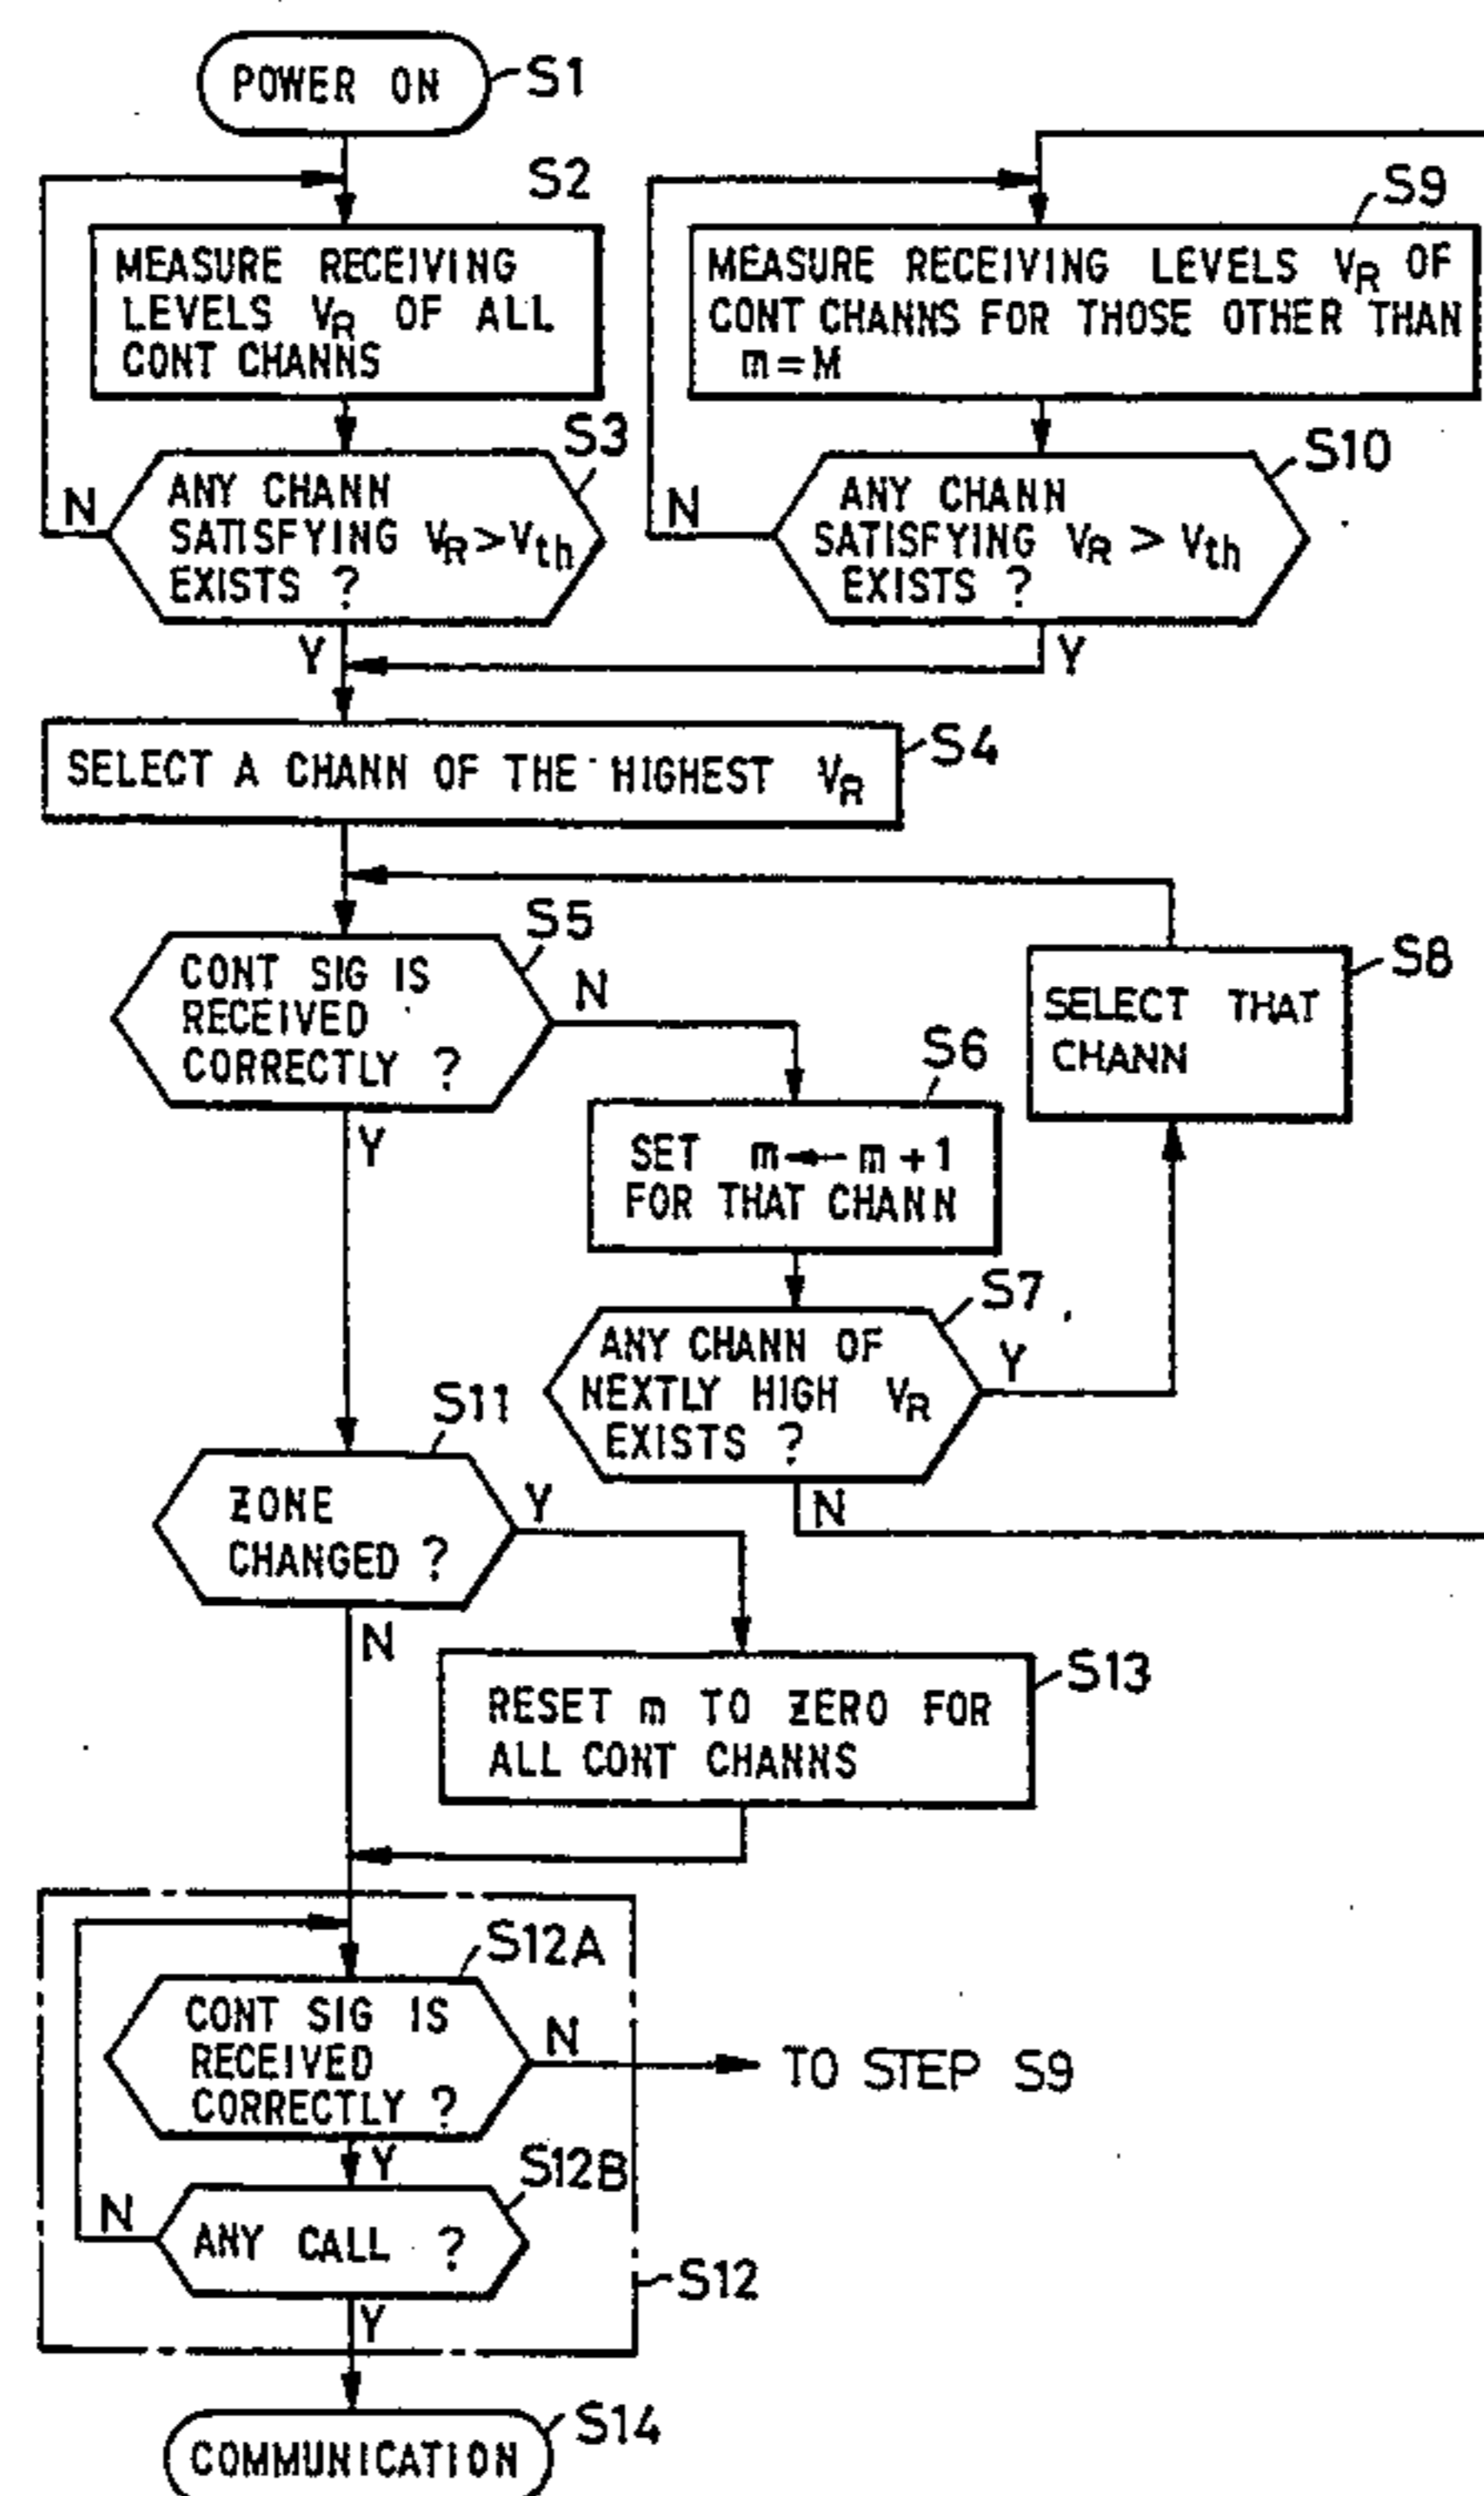 POWER ON
S1
S2
MEASURE RECEIVING
LEVELS VR OF ALL
CONT CHANNS
S9
MEASURE RECEIVING LEVELS VR OF
CONT CHANNS FOR THOSE OTHER THAN
m=M
S3
ANY CHANN
SATISFYING VR>Vth
EXISTS ?
N
Y
S10
ANY CHANN
SATISFYING VR > Vth
EXISTS ?
N
Y
SELECT A CHANN OF THE HIGHEST VR
S4
S5
CONT SIG IS
RECEIVED
CORRECTLY ?
N
Y
S8
SELECT THAT
CHANN
S6
SET m←m+1
FOR THAT CHANN
S7
ANY CHANN OF
NEXTLY HIGH VR
EXISTS ?
Y
N
S11
ZONE
CHANGED ?
Y
N
S13
RESET m TO ZERO FOR
ALL CONT CHANNS
S12A
CONT SIG IS
RECEIVED
CORRECTLY ?
N
TO STEP S9
Y
S12B
ANY CALL ?
N
Y
S12
S14
COMMUNICATION